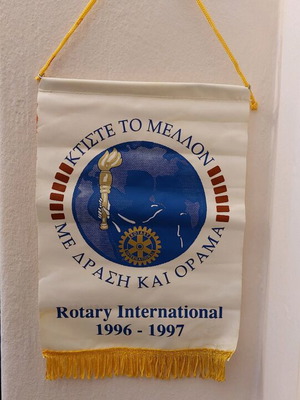 ΚΤΙΣΤΕ ΤΟ ΜΕΛΛΟΝ
ΜΕ ΔΡΑΣΗ ΚΑΙ ΟΡΑΜΑ
Rotary International
1996 - 1997